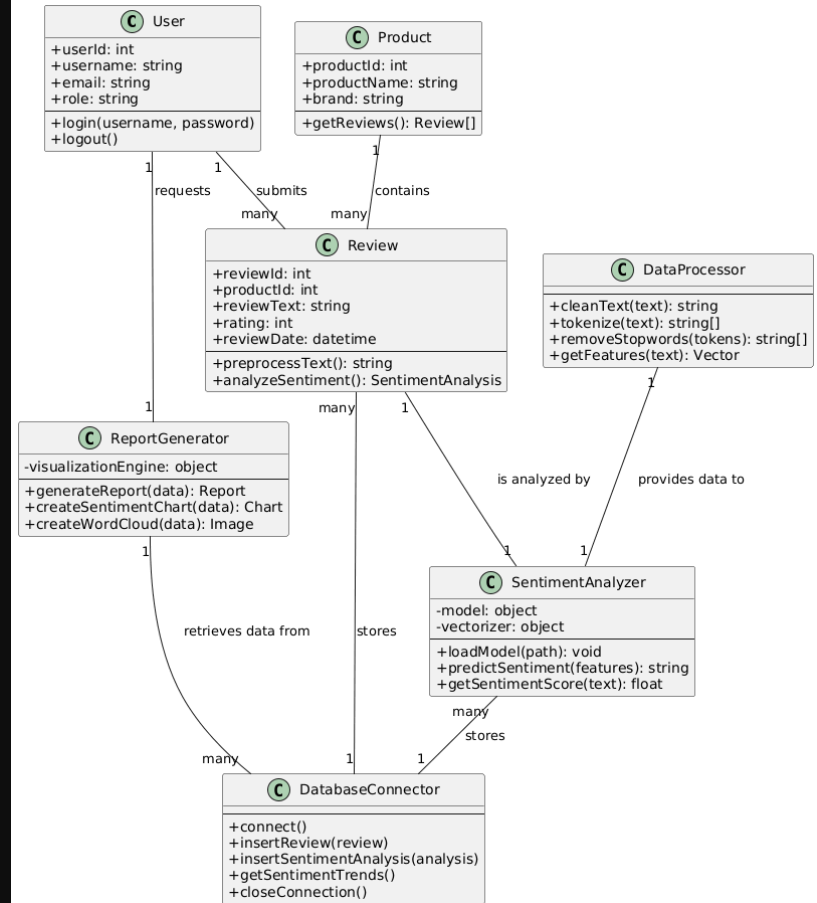 C User
+userId: int
+username: string
+email: string
+role: string
+login(username, password)
+logout()
C Product
+productId: int
+productName: string
+brand: string
+getReviews(): Review[]
1
requests
1
1
submits
many
1
contains
many
C Review
+reviewId: int
+productId: int
+reviewText: string
+rating: int
+reviewDate: datetime
+preprocessText(): string
+analyzeSentiment(): SentimentAnalysis
C DataProcessor
+cleanText(text): string
+tokenize(text): string[]
+removeStopwords(tokens): string[]
+getFeatures(text): Vector
C ReportGenerator
-visualizationEngine: object
+generateReport(data): Report
+createSentimentChart(data): Chart
+createWordCloud(data): Image
many
stores
1
1
is analyzed by
1
1
provides data to
1
C SentimentAnalyzer
-model: object
-vectorizer: object
+loadModel(path): void
+predictSentiment(features): string
+getSentimentScore(text): float
1
retrieves data from
many
many
stores
1
C DatabaseConnector
+connect()
+insertReview(review)
+insertSentimentAnalysis(analysis)
+getSentimentTrends()
+closeConnection()